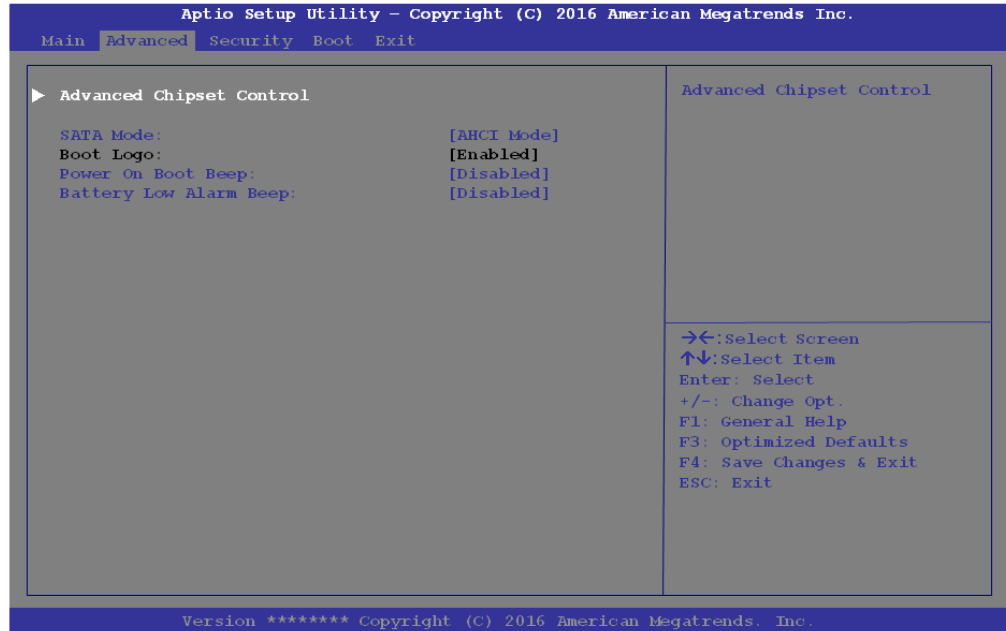 Aptio Setup Utility – Copyright (C) 2016 American Megatrends Inc.
Main Advanced Security Boot Exit
▶ Advanced Chipset Control
SATA Mode: [AHCI Mode]
Boot Logo: [Enabled]
Power On Boot Beep: [Disabled]
Battery Low Alarm Beep: [Disabled]
Advanced Chipset Control
→←:Select Screen
↑↓:Select Item
Enter: Select
+/-: Change Opt.
F1: General Help
F3: Optimized Defaults
F4: Save Changes & Exit
ESC: Exit
Version ******** Copyright (C) 2016 American Megatrends. Inc.